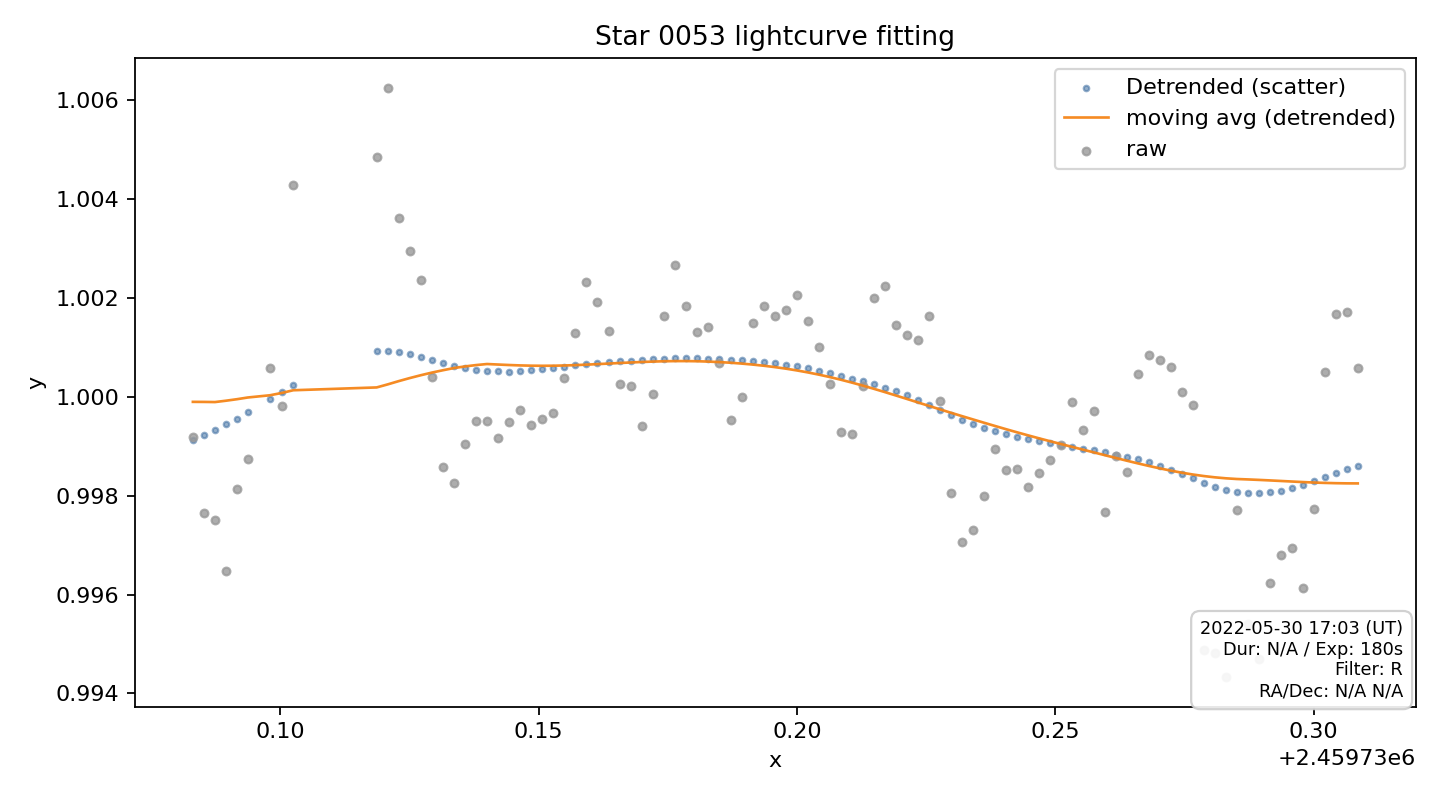 Star 0053 lightcurve fitting
Detrended (scatter)
moving avg (detrended)
raw
1.006
1.004
1.002
1.000
0.998
0.996
0.994
y
2022-05-30 17:03 (UT)
Dur: N/A / Exp: 180s
Filter: R
RA/Dec: N/A N/A
0.10 0.15 0.20 0.25 0.30
x
+2.45973e6